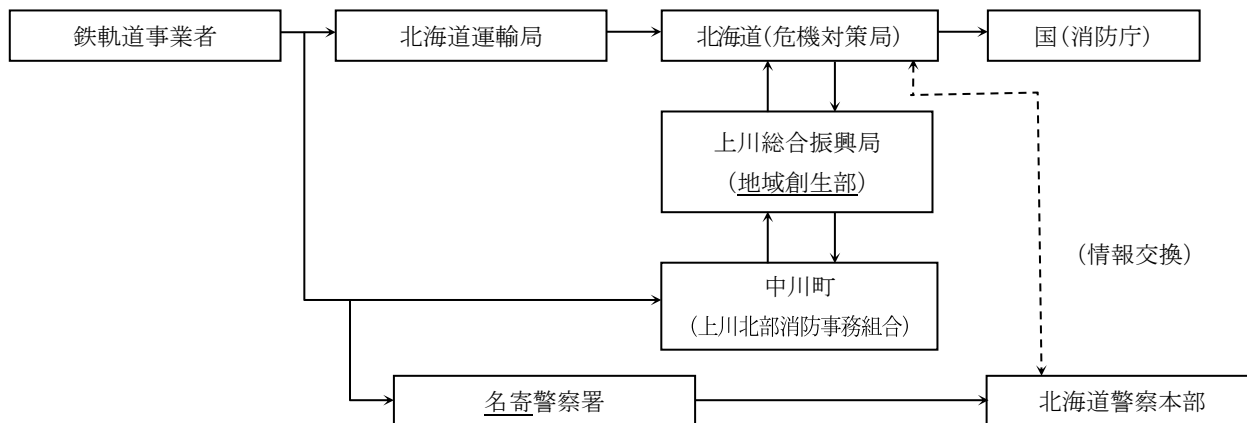 鉄軌道事業者
北海道運輸局
北海道(危機対策局)
国(消防庁)
上川総合振興局
(地域創生部)
(情報交換)
中川町
(上川北部消防事務組合)
名寄警察署
北海道警察本部